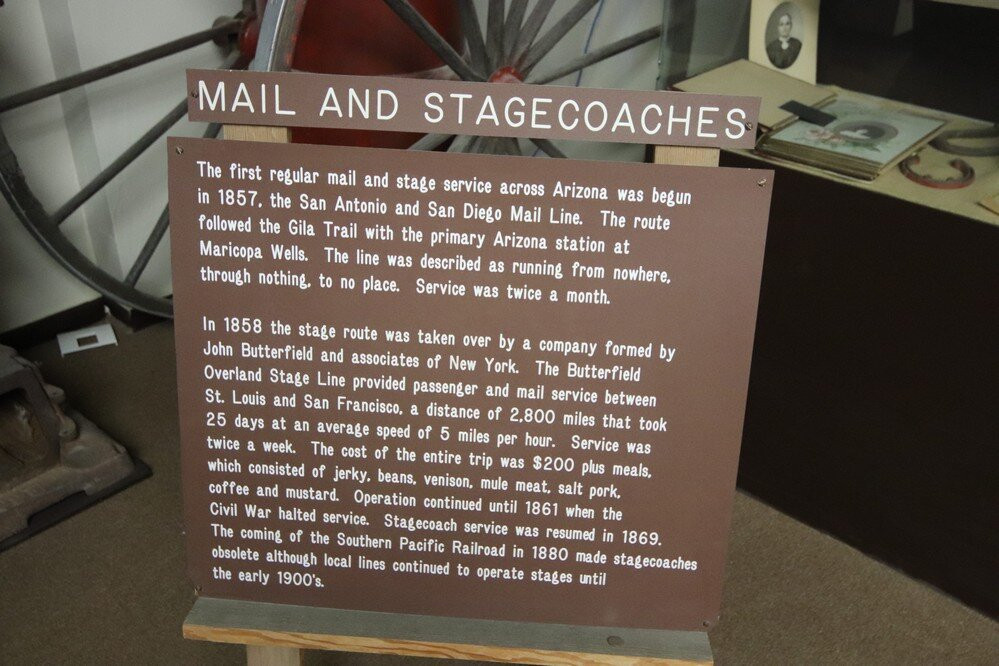 MAIL AND STAGECOACHES
The first regular mail and stage service across Arizona was begun
in 1857, the San Antonio and San Diego Mail Line. The route
followed the Gila Trail with the primary Arizona station at
Maricopa Wells. The line was described as running from nowhere,
through nothing, to no place. Service was twice a month.
In 1858 the stage route was taken over by a company formed by
John Butterfield and associates of New York. The Butterfield
Overland Stage Line provided passenger and mail service between
St. Louis and San Francisco, a distance of 2,800 miles that took
25 days at an average speed of 5 miles per hour. Service was
twice a week. The cost of the entire trip was $200 plus meals,
which consisted of jerky, beans, venison, mule meat, salt pork,
coffee and mustard. Operation continued until 1861 when the
Civil War halted service. Stagecoach service was resumed in 1869.
The coming of the Southern Pacific Railroad in 1880 made stagecoaches
obsolete although local lines continued to operate stages until
the early 1900's.